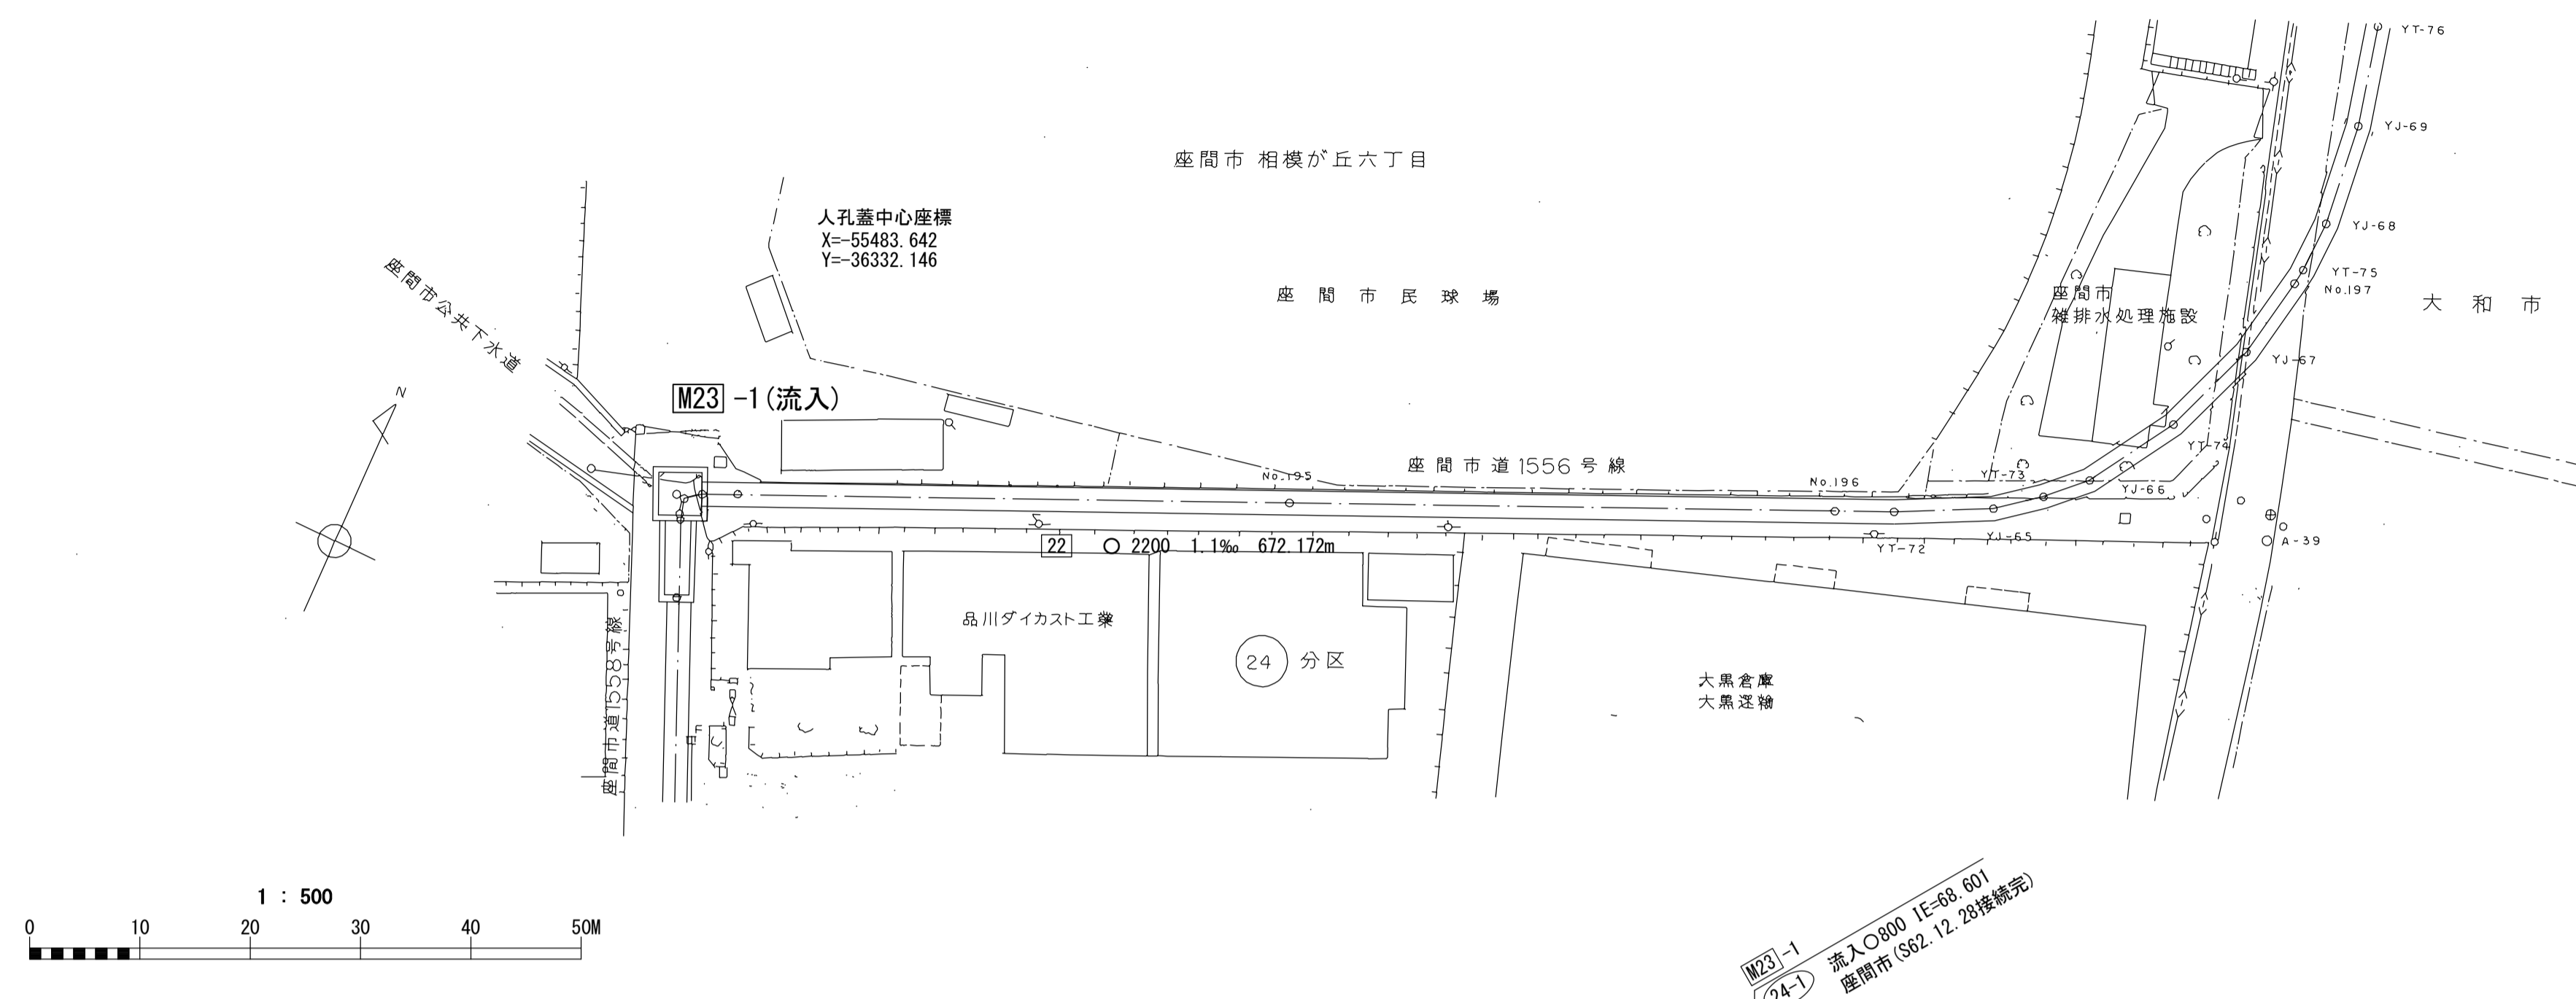 YT-76
YJ-69
座間市 相模が丘六丁目
人孔蓋中心座標
X=-55483.642
Y=-36332.146
YJ-68
座間市公共下水道
YT-75
No.197
座間市民球場
座間市
雑排水処理施設
大和市
YJ-67
N
M23 -1(流入)
YT-74
座間市道1556号線
No.195
No.196
YT-73
YJ-66
22 ○ 2200 1.1‰ 672.172m
YT-72
YJ-65
A-39
品川ダイカスト工業
24 分区
座間市道1558号線
大黒倉庫
大黒運輸
1 : 500
0 10 20 30 40 50M
M23 -1
24-1
流入○800 IE=68.601
座間市(S62.12.28接続完)